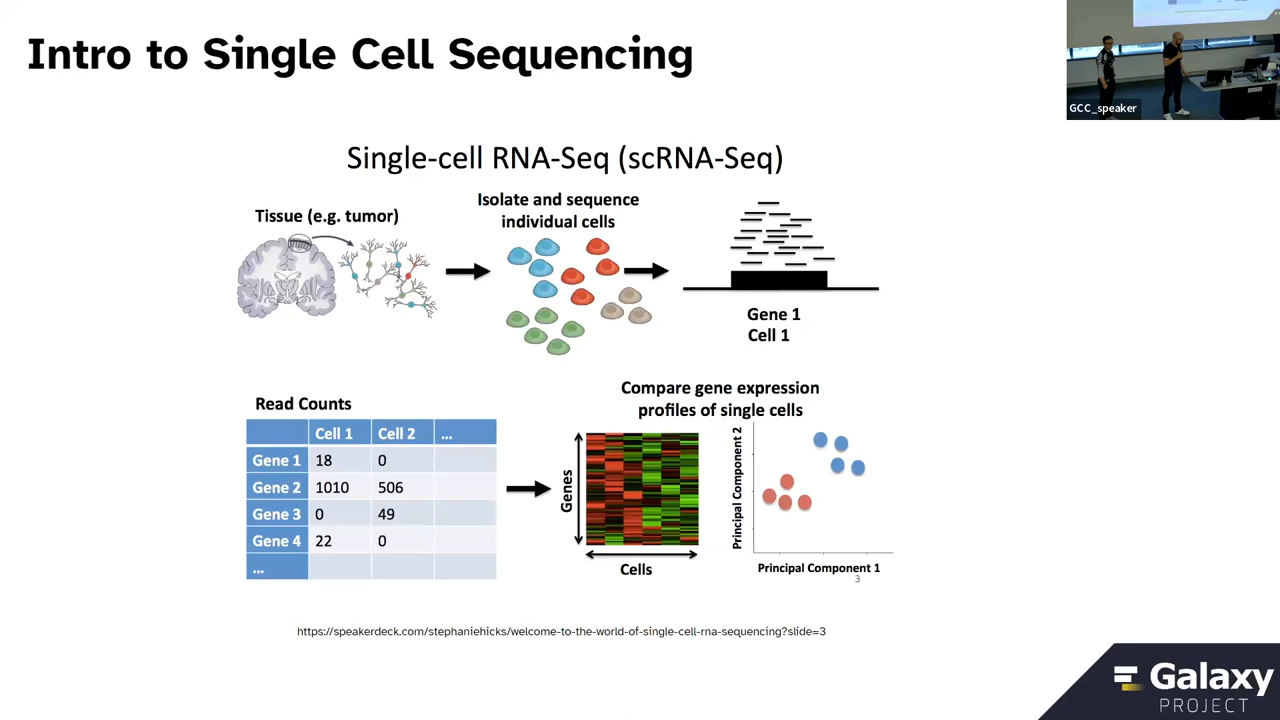 Intro to Single Cell Sequencing
GCC_speaker
Single-cell RNA-Seq (scRNA-Seq)
Tissue (e.g. tumor)
Isolate and sequence
individual cells
Gene 1
Cell 1
Read Counts
Cell 1 Cell 2 ...
Gene 1 18 0
Gene 2 1010 506
Gene 3 0 49
Gene 4 22 0
...
Compare gene expression
profiles of single cells
Genes
Cells
Principal Component 2
Principal Component 1
3
https://speakerdeck.com/stephaniehicks/welcome-to-the-world-of-single-cell-rna-sequencing?slide=3
Galaxy
PROJECT